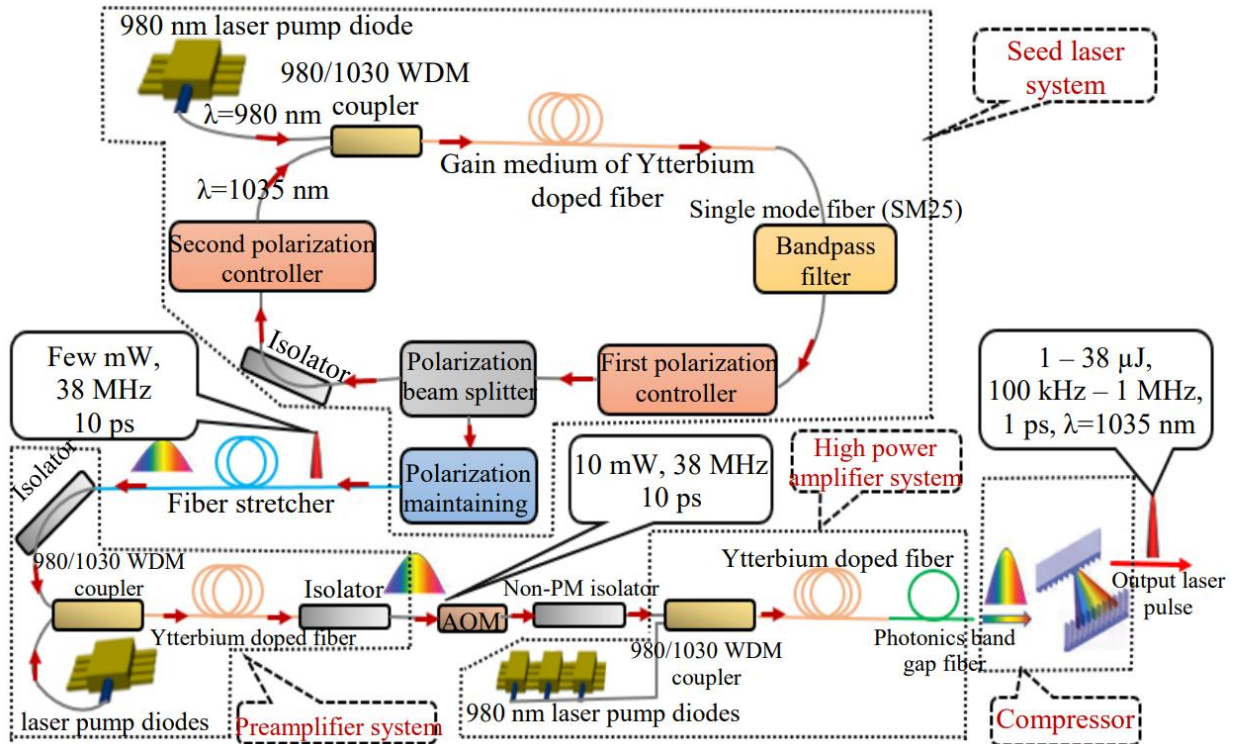 980 nm laser pump diode
980/1030 WDM
coupler
λ=980 nm
Seed laser
system
Gain medium of Ytterbium
doped fiber
λ=1035 nm
Single mode fiber (SM25)
Second polarization
controller
Bandpass
filter
Isolator
Polarization
beam splitter
First polarization
controller
Few mW,
38 MHz
10 ps
1 – 38 µJ,
100 kHz – 1 MHz,
1 ps, λ=1035 nm
High power
amplifier system
10 mW, 38 MHz
10 ps
Polarization
maintaining
Isolator
Fiber stretcher
980/1030 WDM
coupler
Isolator
Ytterbium doped fiber
AOM
Non-PM isolator
Ytterbium doped fiber
Output laser
pulse
Photonics band
gap fiber
980/1030 WDM
coupler
laser pump diodes
Preamplifier system
980 nm laser pump diodes
Compressor